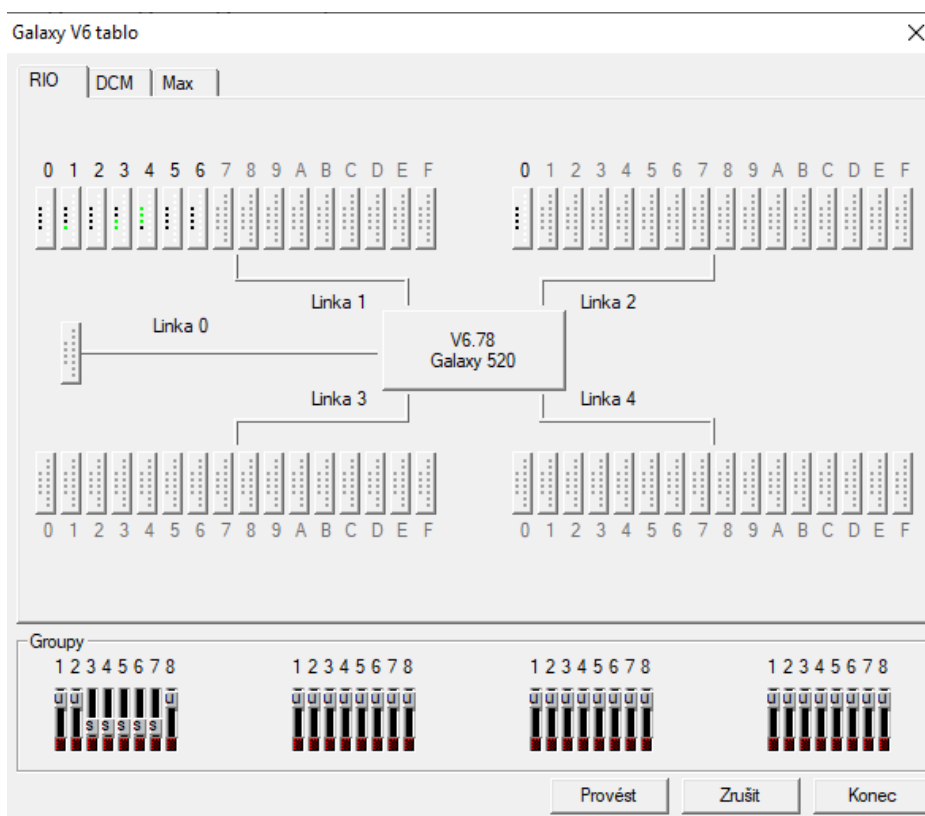 Galaxy V6 tablo
RIO DCM Max
0 1 2 3 4 5 6 7 8 9 A B C D E F 0 1 2 3 4 5 6 7 8 9 A B C D E F
Linka 1 Linka 2
Linka 0
V6.78
Galaxy 520
Linka 3 Linka 4
0 1 2 3 4 5 6 7 8 9 A B C D E F 0 1 2 3 4 5 6 7 8 9 A B C D E F
Groupy
1 2 3 4 5 6 7 8 1 2 3 4 5 6 7 8 1 2 3 4 5 6 7 8 1 2 3 4 5 6 7 8
U U U U U U U U U U U U U U U U U U U U U U U U U U U
S S S S S
Provést Zrušit Konec